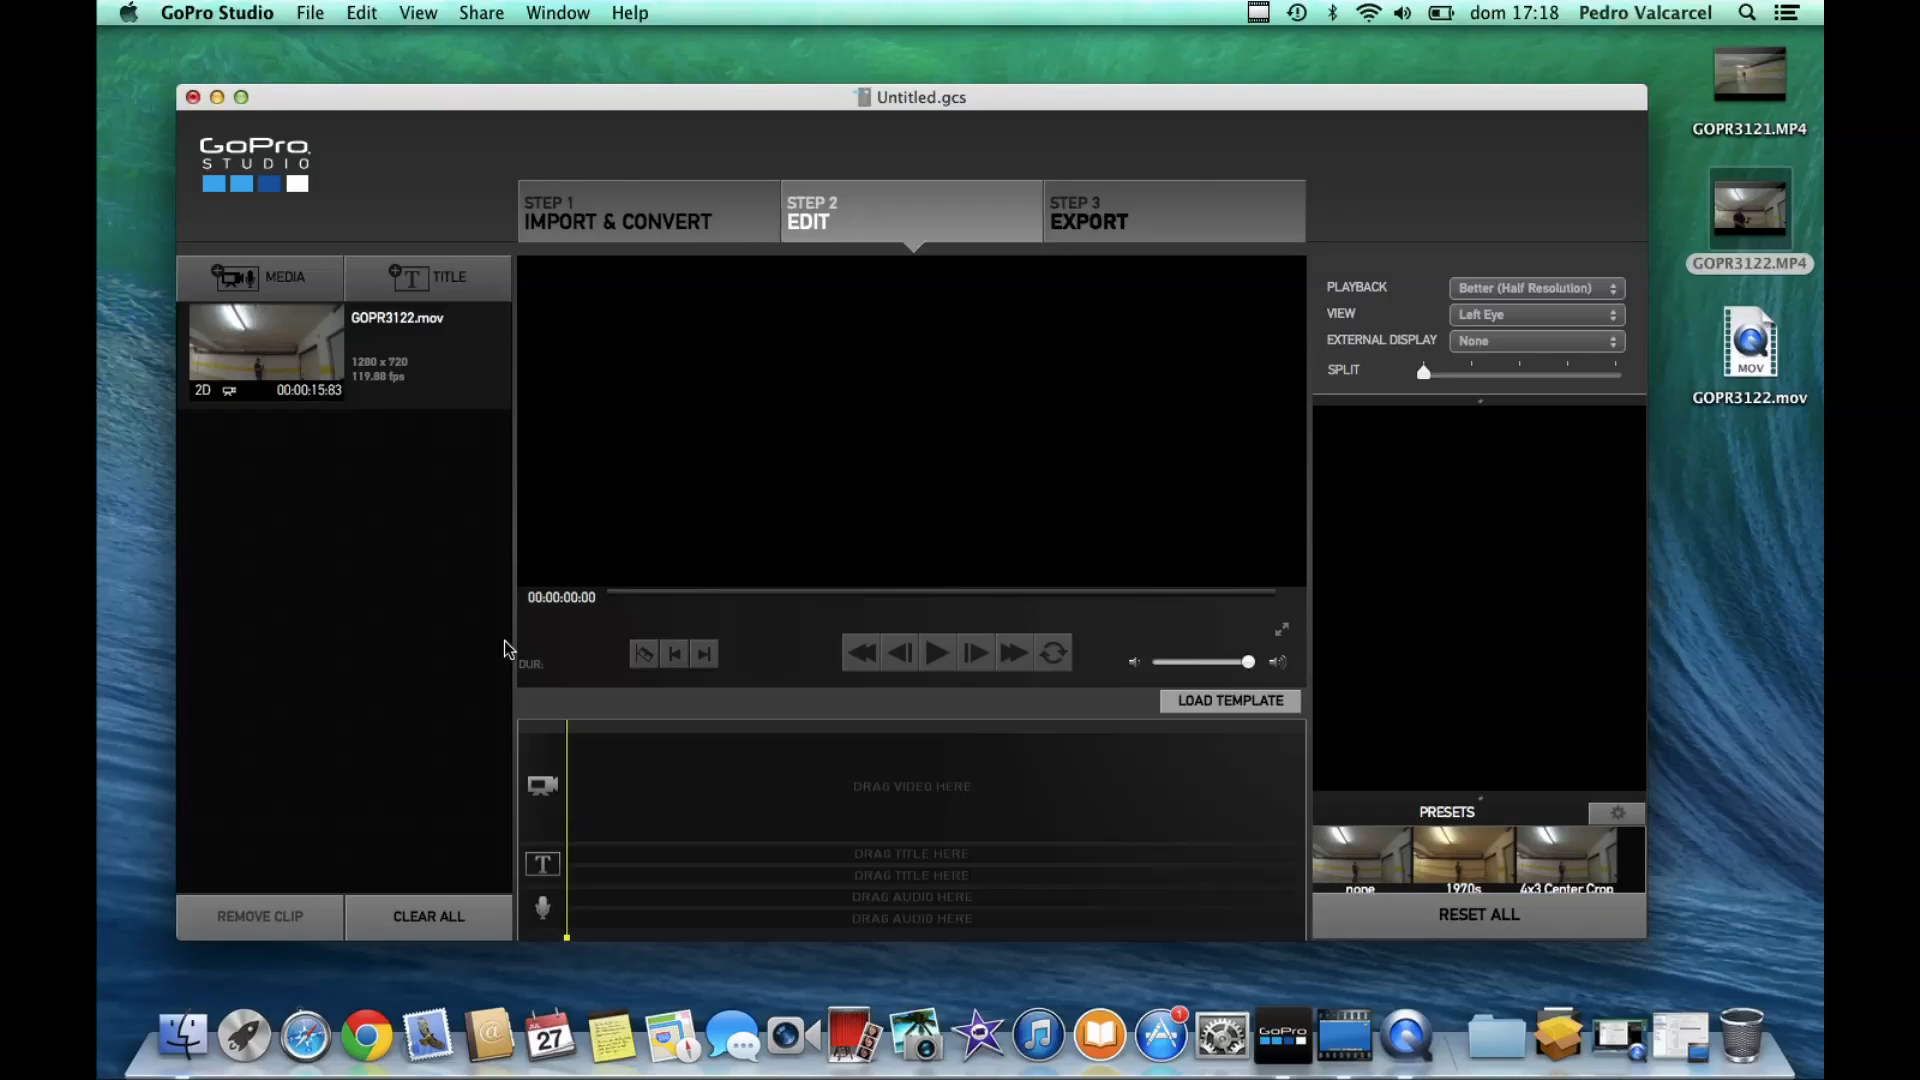 GoPro Studio File Edit View Share Window Help dom 17:18 Pedro Valcarcel
Untitled.gcs
GoPro
STUDIO
STEP 1
IMPORT & CONVERT
STEP 2
EDIT
STEP 3
EXPORT
MEDIA
TITLE
GOPR3122.mov
1280 x 720
119.88 fps
2D 00:00:15:83
REMOVE CLIP
CLEAR ALL
00:00:00:00
DUR:
LOAD TEMPLATE
DRAG VIDEO HERE
T
DRAG TITLE HERE
DRAG TITLE HERE
DRAG AUDIO HERE
DRAG AUDIO HERE
PLAYBACK Better (Half Resolution)
VIEW Left Eye
EXTERNAL DISPLAY None
SPLIT
PRESETS
none 1970s 4x3 Center Crop
RESET ALL
GOPR3121.MP4
GOPR3122.MP4
MOV
GOPR3122.mov
JUL
27
1
GoPro